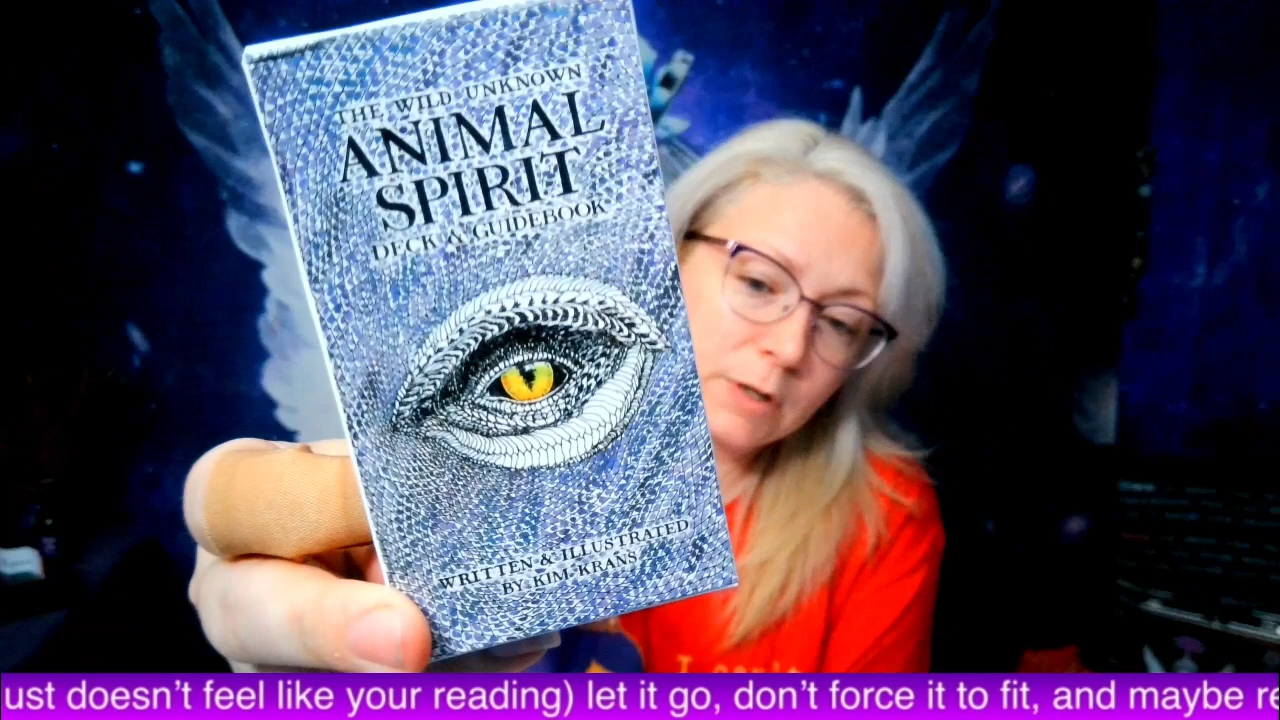 THE WILD UNKNOWN
ANIMAL
SPIRIT
DECK & GUIDEBOOK
WRITTEN & ILLUSTRATED
BY KIM KRANS
I can't
ust doesn't feel like your reading) let it go, don't force it to fit, and maybe re